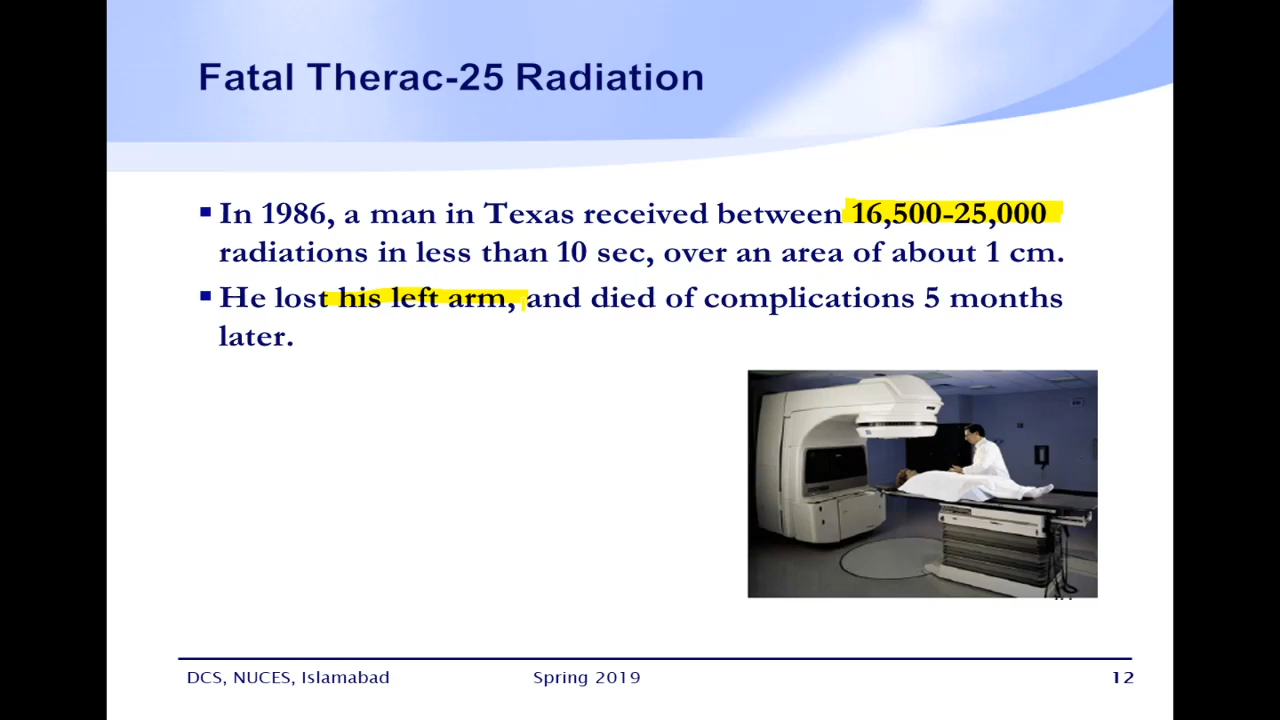 Fatal Therac-25 Radiation
▪ In 1986, a man in Texas received between 16,500-25,000
radiations in less than 10 sec, over an area of about 1 cm.
▪ He lost his left arm, and died of complications 5 months
later.
DCS, NUCES, Islamabad Spring 2019 12